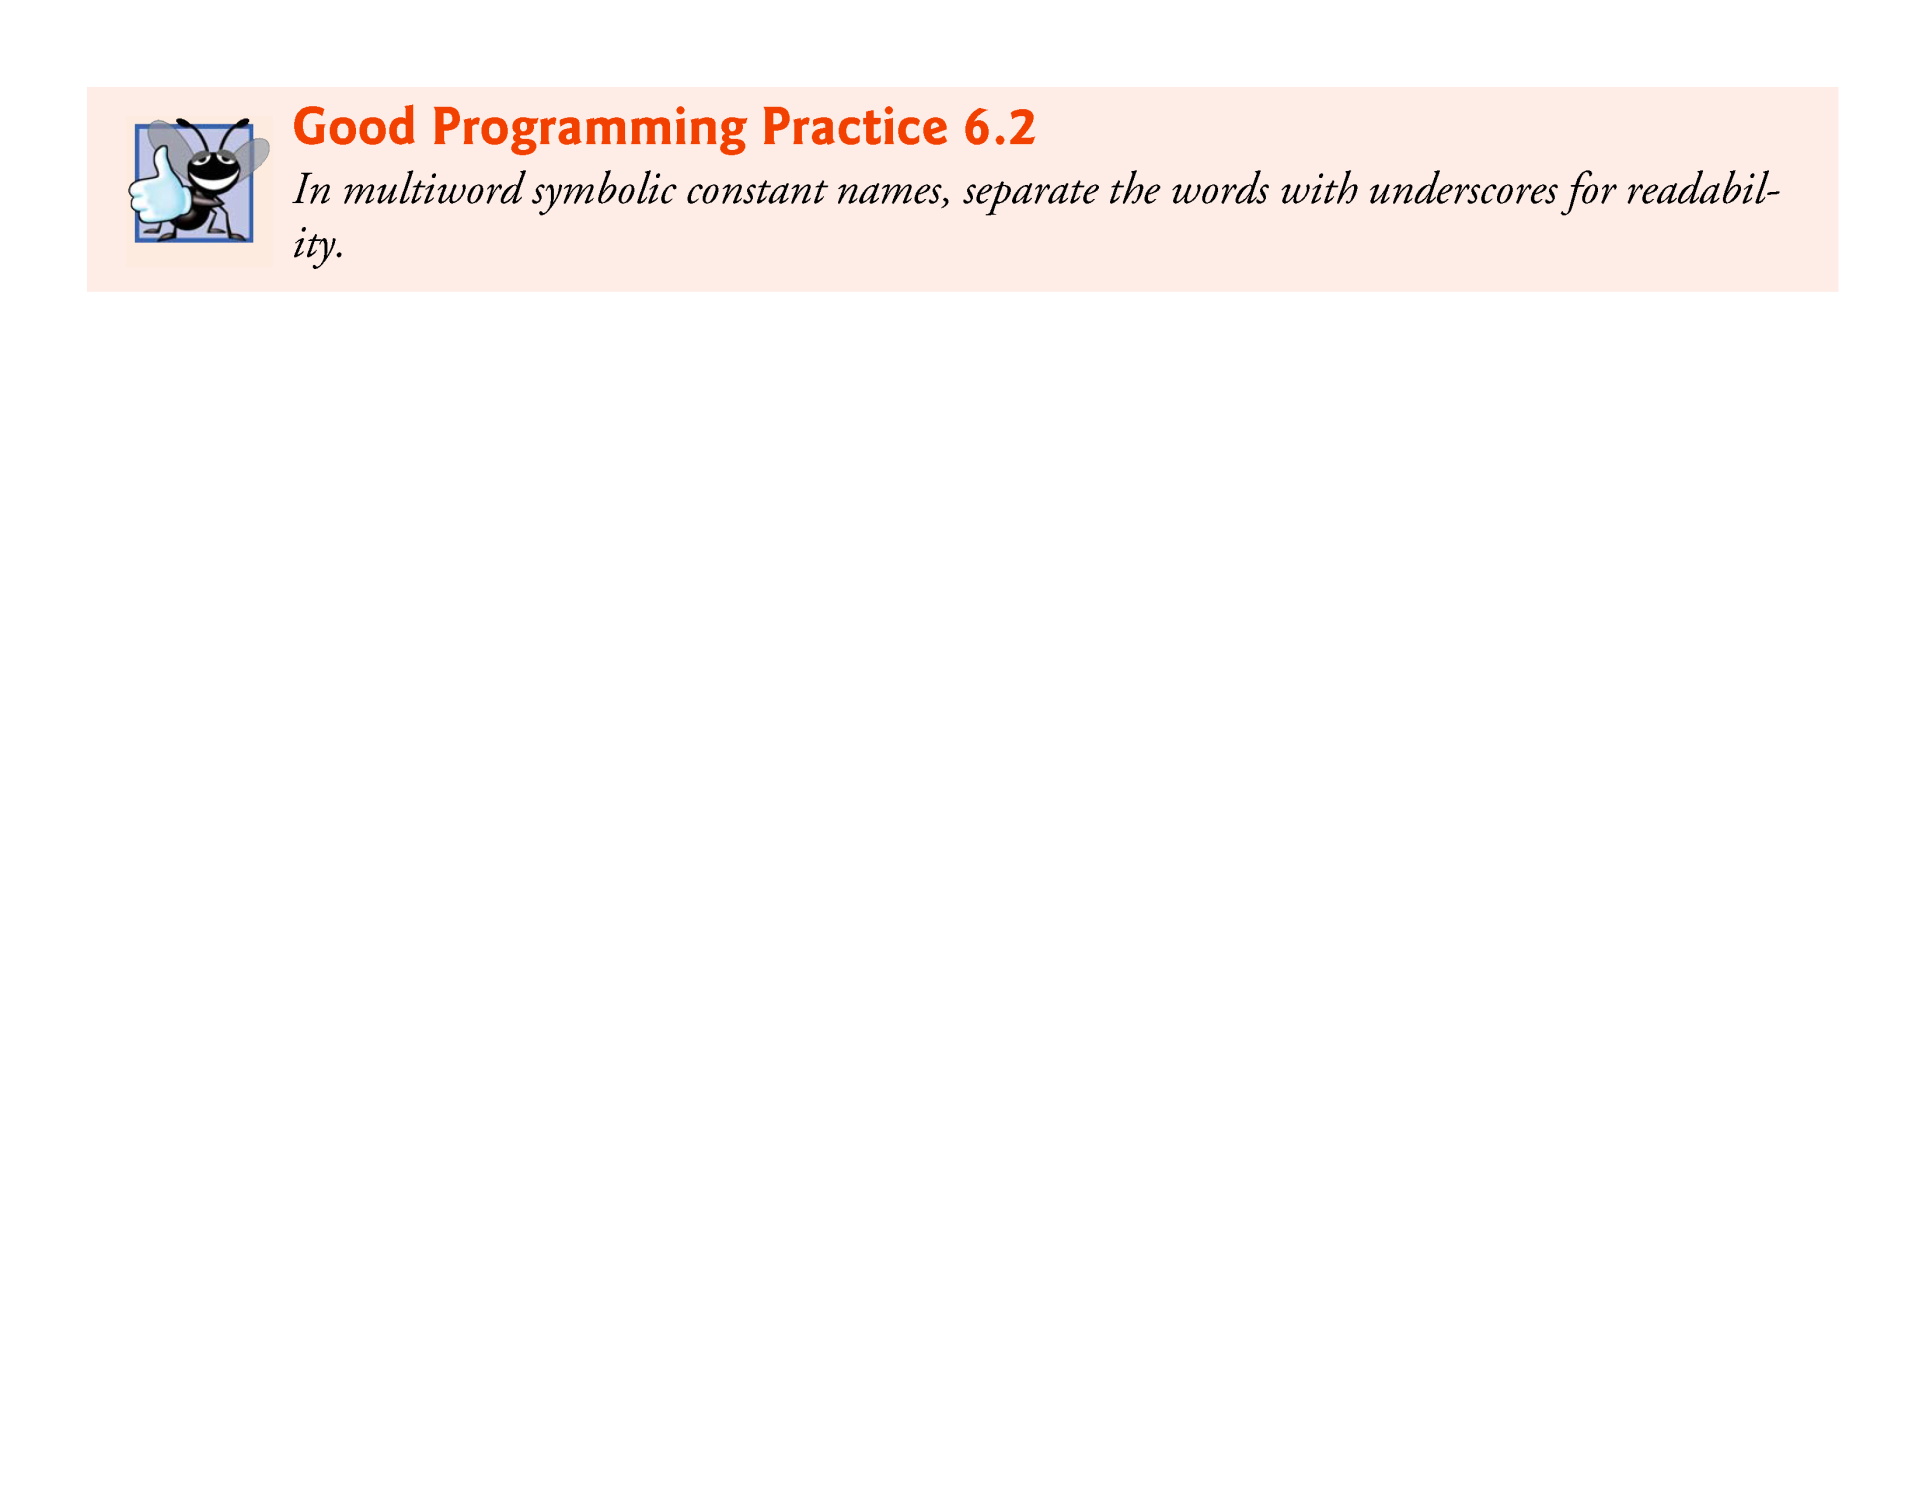 Good Programming Practice 6.2
In multiword symbolic constant names, separate the words with underscores for readabil-
ity.